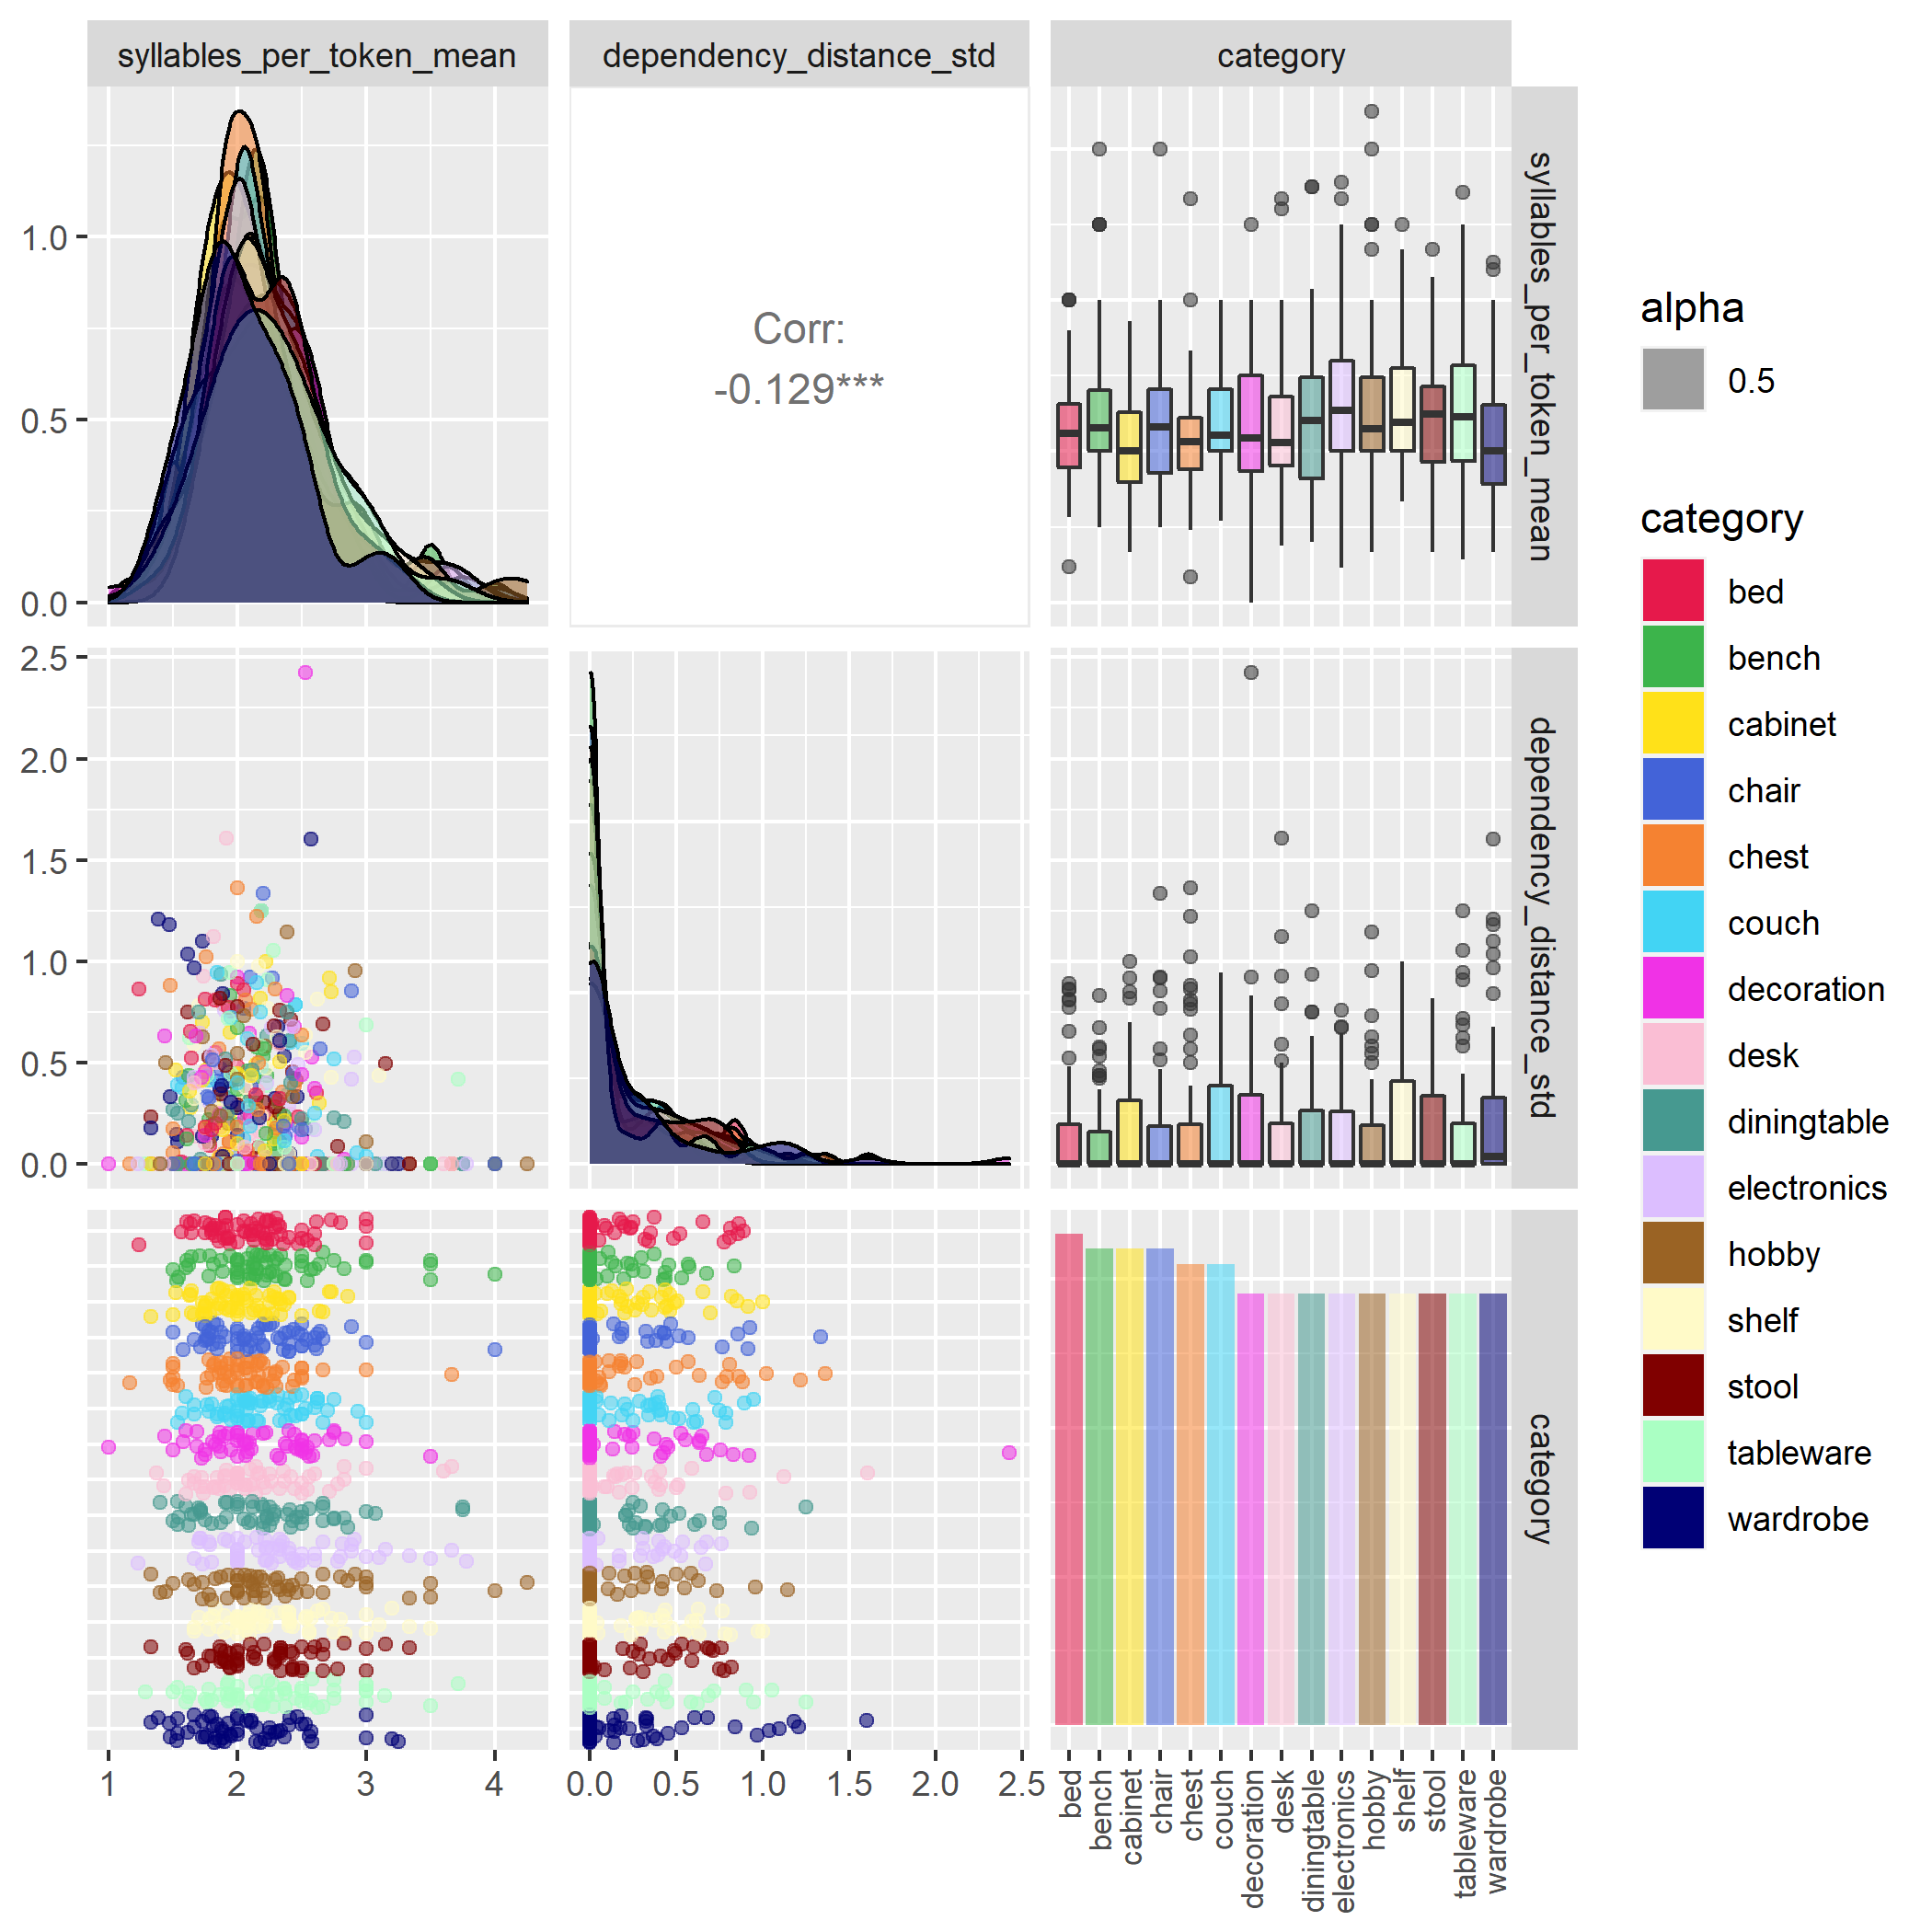 syllables_per_token_mean
dependency_distance_std
category
1.0
0.5
0.0
Corr:
-0.129***
syllables_per_token_mean
2.5
2.0
1.5
1.0
0.5
0.0
dependency_distance_std
category
1
2
3
4
0.0
0.5
1.0
1.5
2.0
2.5
bed
bench
cabinet
chair
chest
couch
decoration
desk
diningtable
electronics
hobby
shelf
stool
tableware
wardrobe
alpha
0.5
category
bed
bench
cabinet
chair
chest
couch
decoration
desk
diningtable
electronics
hobby
shelf
stool
tableware
wardrobe